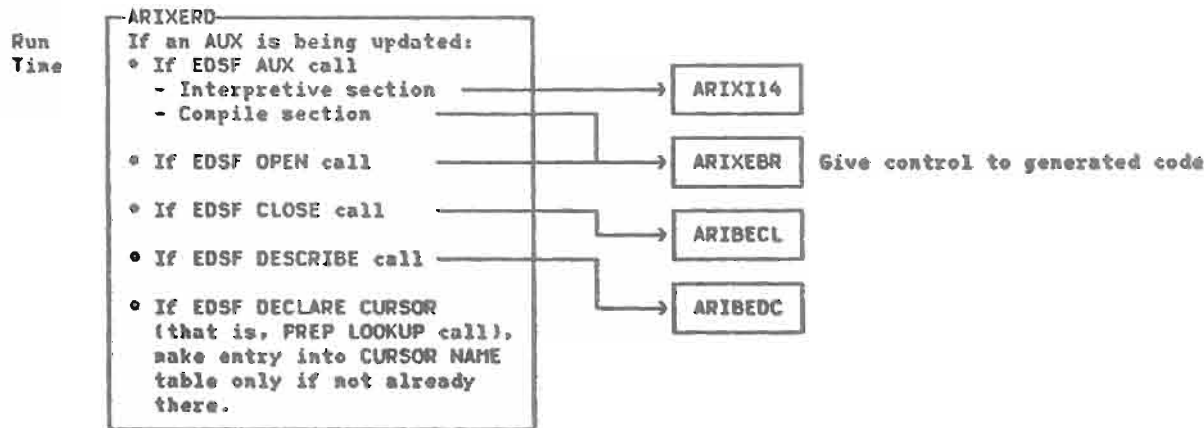 ARIXERD
Run If an AUX is being updated:
Time • If EDSF AUX call
- Interpretive section ARIXI14
- Compile section
• If EDSF OPEN call ARIXEBR Give control to generated code
• If EDSF CLOSE call
ARIBECL
• If EDSF DESCRIBE call
ARIBEDC
• If EDSF DECLARE CURSOR
(that is, PREP LOOKUP call),
make entry into CURSOR NAME
table only if not already
there.